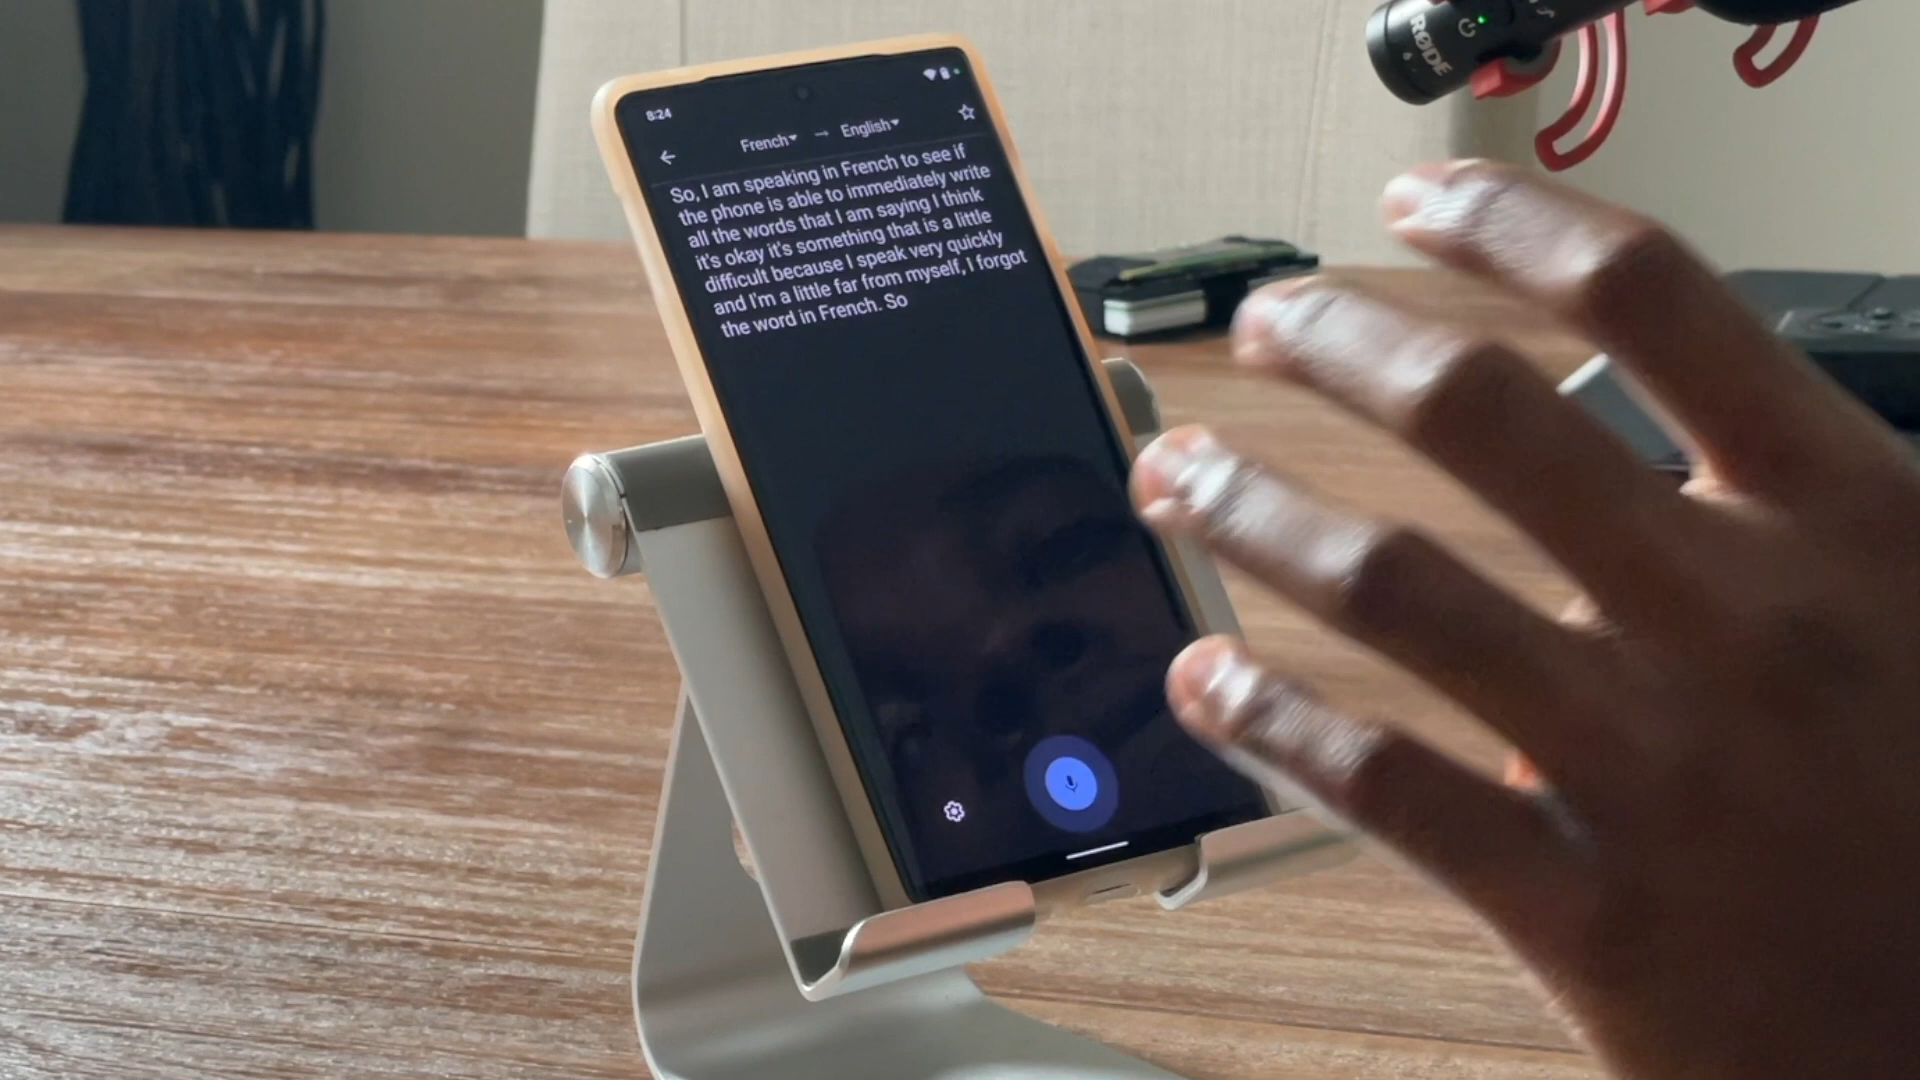 8:24
French → English
So, I am speaking in French to see if
the phone is able to immediately write
all the words that I am saying I think
it's okay it's something that is a little
difficult because I speak very quickly
and I'm a little far from myself, I forgot
the word in French. So
RØDE